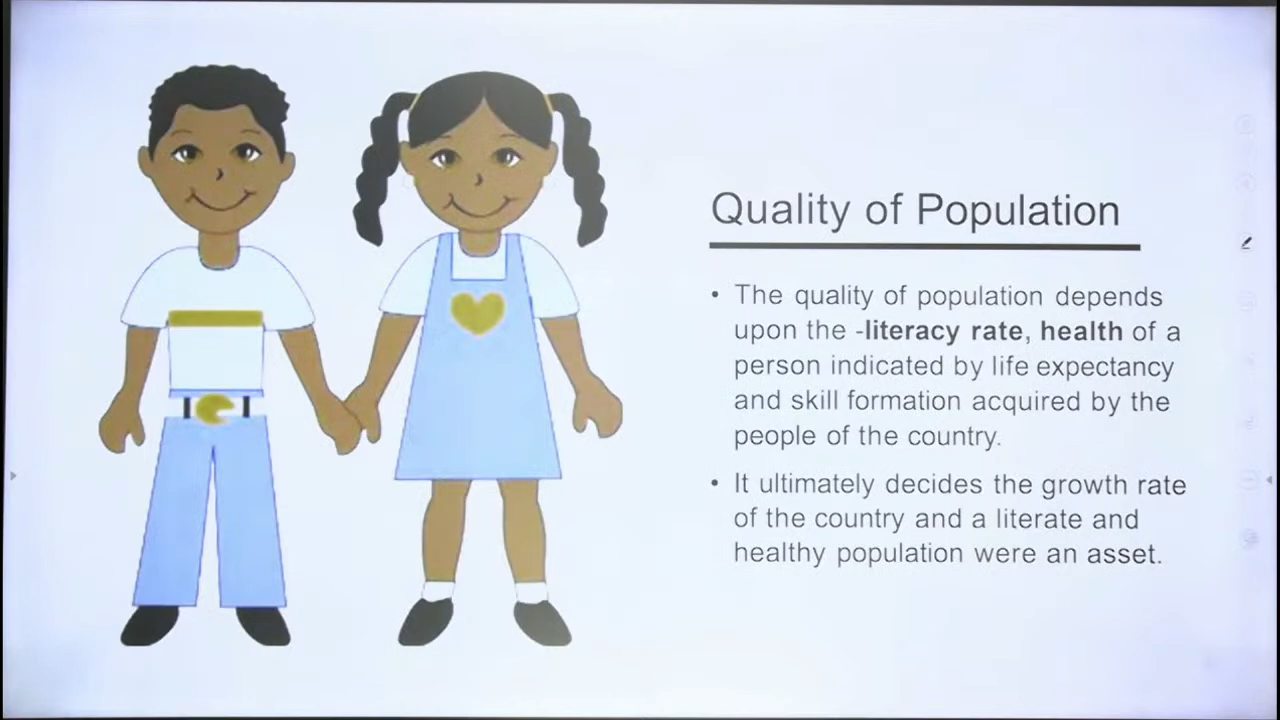 Quality of Population
• The quality of population depends
upon the -literacy rate, health of a
person indicated by life expectancy
and skill formation acquired by the
people of the country.
• It ultimately decides the growth rate
of the country and a literate and
healthy population were an asset.